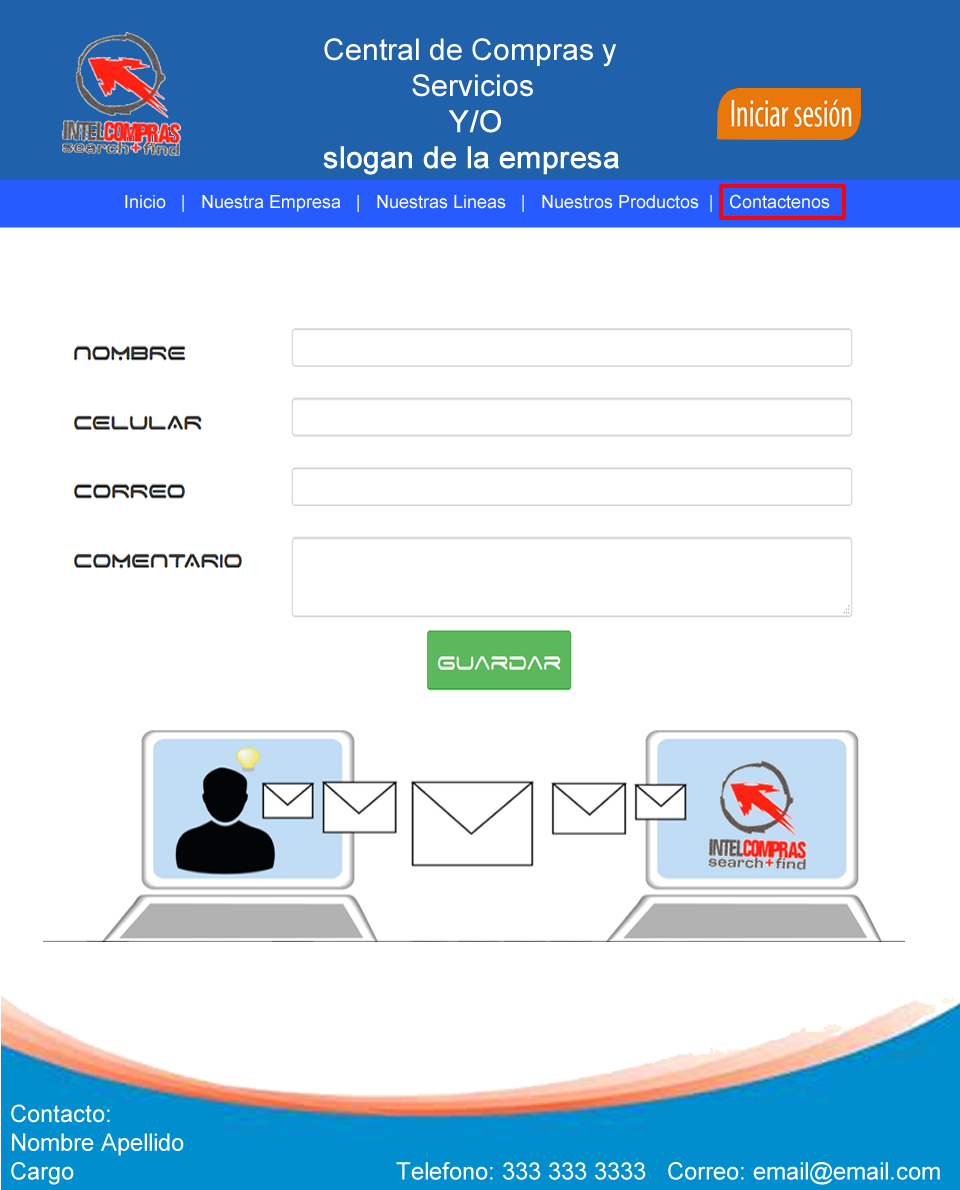 INTELCOMPRAS
search+find
Central de Compras y
Servicios
Y/O
slogan de la empresa
Iniciar sesión
Inicio | Nuestra Empresa | Nuestras Lineas | Nuestros Productos | Contactenos
NOMBRE
CELULAR
CORREO
COMENTARIO
GUARDAR
INTELCOMPRAS
search+find
Contacto:
Nombre Apellido
Cargo
Telefono: 333 333 3333 Correo: email@email.com